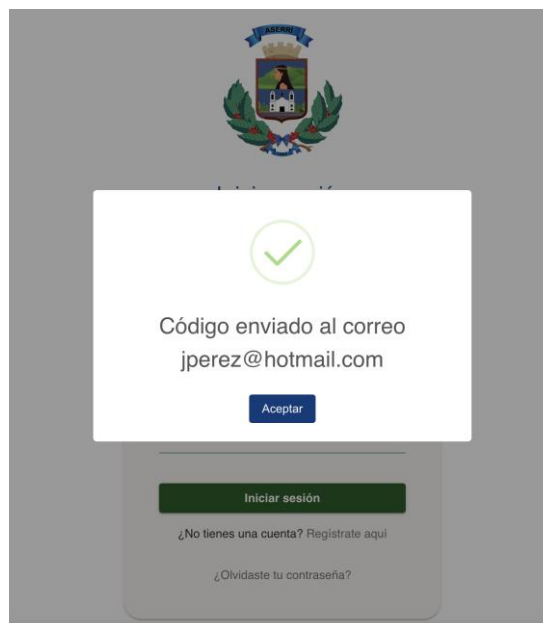 ASERRÍ
Código enviado al correo
jperez@hotmail.com
Aceptar
Iniciar sesión
¿No tienes una cuenta? Registrate aquí
¿Olvidaste tu contraseña?